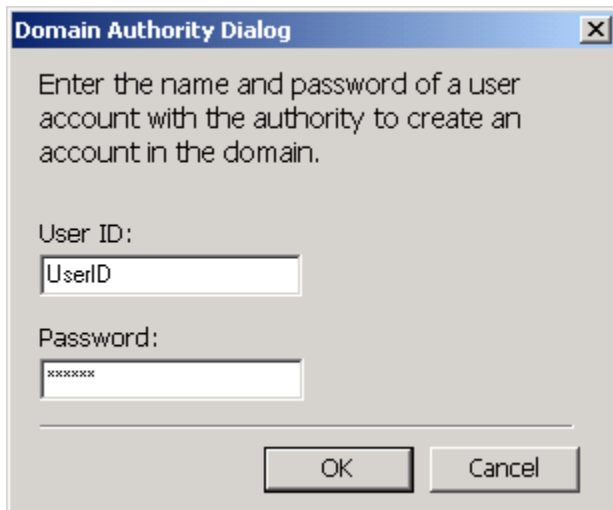 Domain Authority Dialog
Enter the name and password of a user
account with the authority to create an
account in the domain.
User ID:
UserID
Password:
******
OK
Cancel